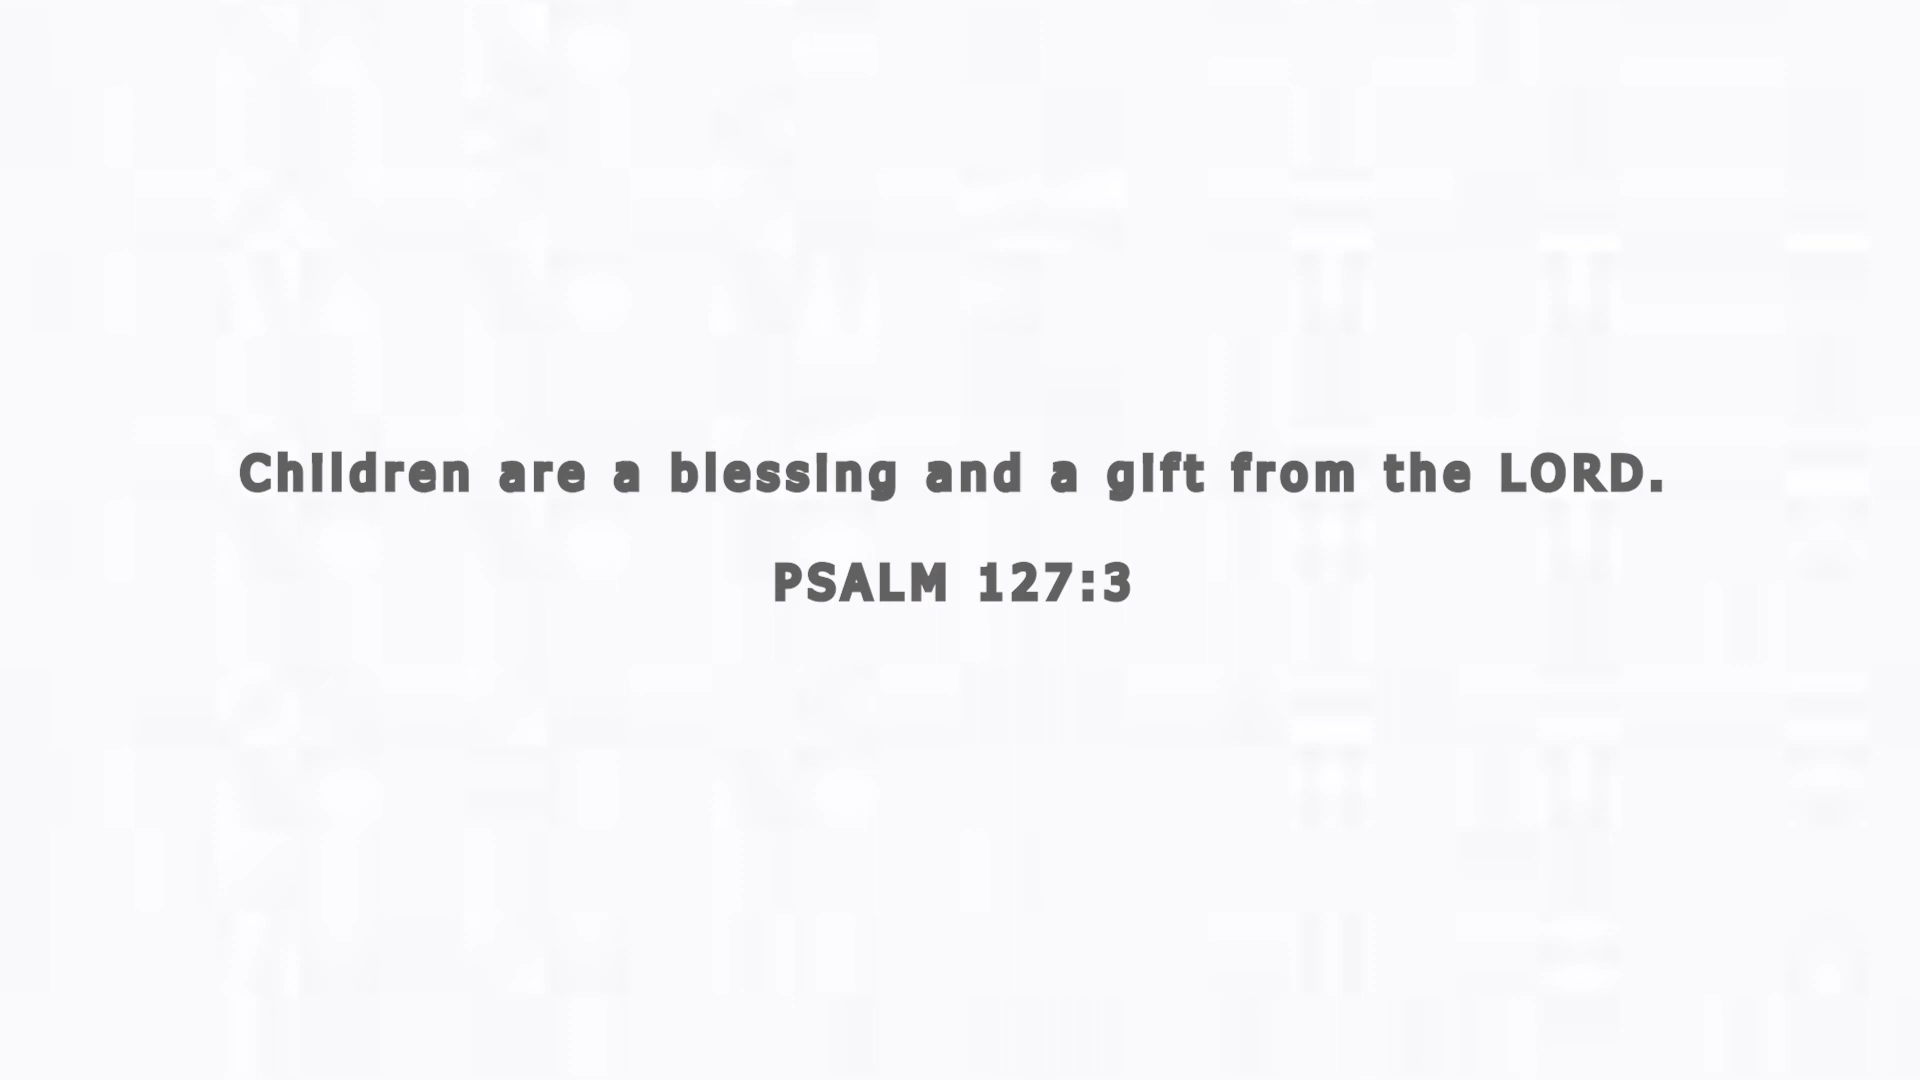 Children are a blessing and a gift from the LORD.
PSALM 127:3